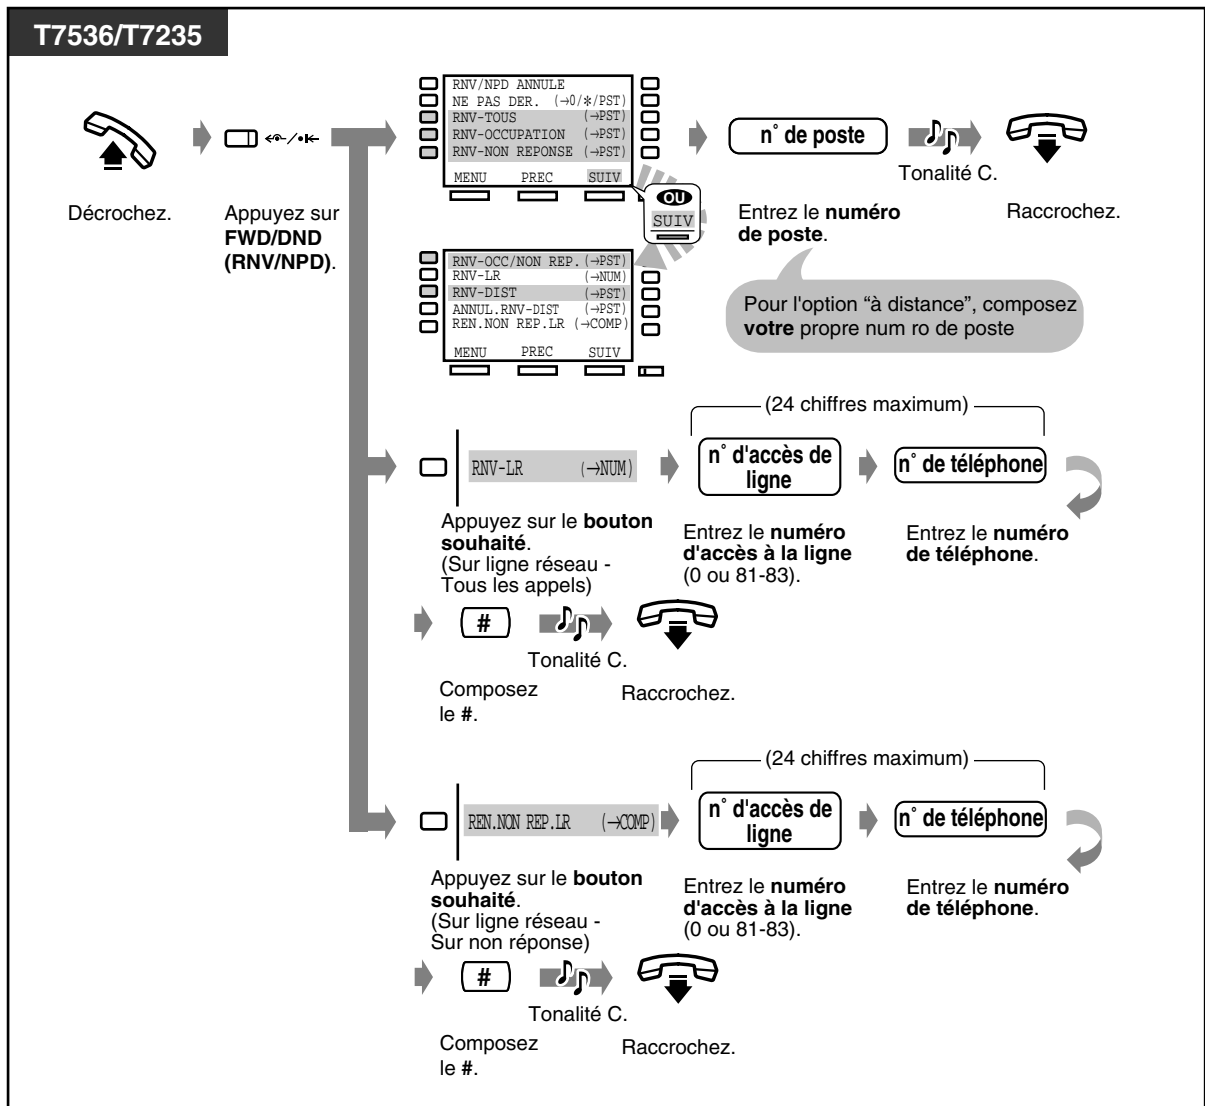 T7536/T7235
RNV/NPD ANNULE
NE PAS DER. (→0/*/PST)
RNV-TOUS (→PST)
RNV-OCCUPATION (→PST)
RNV-NON REPONSE (→PST)
MENU PREC SUIV
OU
SUIV
n° de poste
Tonalité C.
Décrochez.
Appuyez sur
FWD/DND
(RNV/NPD).
Entrez le numéro
de poste.
Raccrochez.
RNV-OCC/NON REP. (→PST)
RNV-LR (→NUM)
RNV-DIST (→PST)
ANNUL.RNV-DIST (→PST)
REN.NON REP.LR (→COMP)
MENU PREC SUIV
Pour l'option “à distance”, composez
votre propre num ro de poste
(24 chiffres maximum)
RNV-LR (→NUM)
n° d'accès de
ligne
n° de téléphone
Appuyez sur le bouton
souhaité.
(Sur ligne réseau -
Tous les appels)
Entrez le numéro
d'accès à la ligne
(0 ou 81-83).
Entrez le numéro
de téléphone.
#
Tonalité C.
Composez
le #.
Raccrochez.
(24 chiffres maximum)
REN.NON REP.LR (→COMP)
n° d'accès de
ligne
n° de téléphone
Appuyez sur le bouton
souhaité.
(Sur ligne réseau -
Sur non réponse)
Entrez le numéro
d'accès à la ligne
(0 ou 81-83).
Entrez le numéro
de téléphone.
#
Tonalité C.
Composez
le #.
Raccrochez.